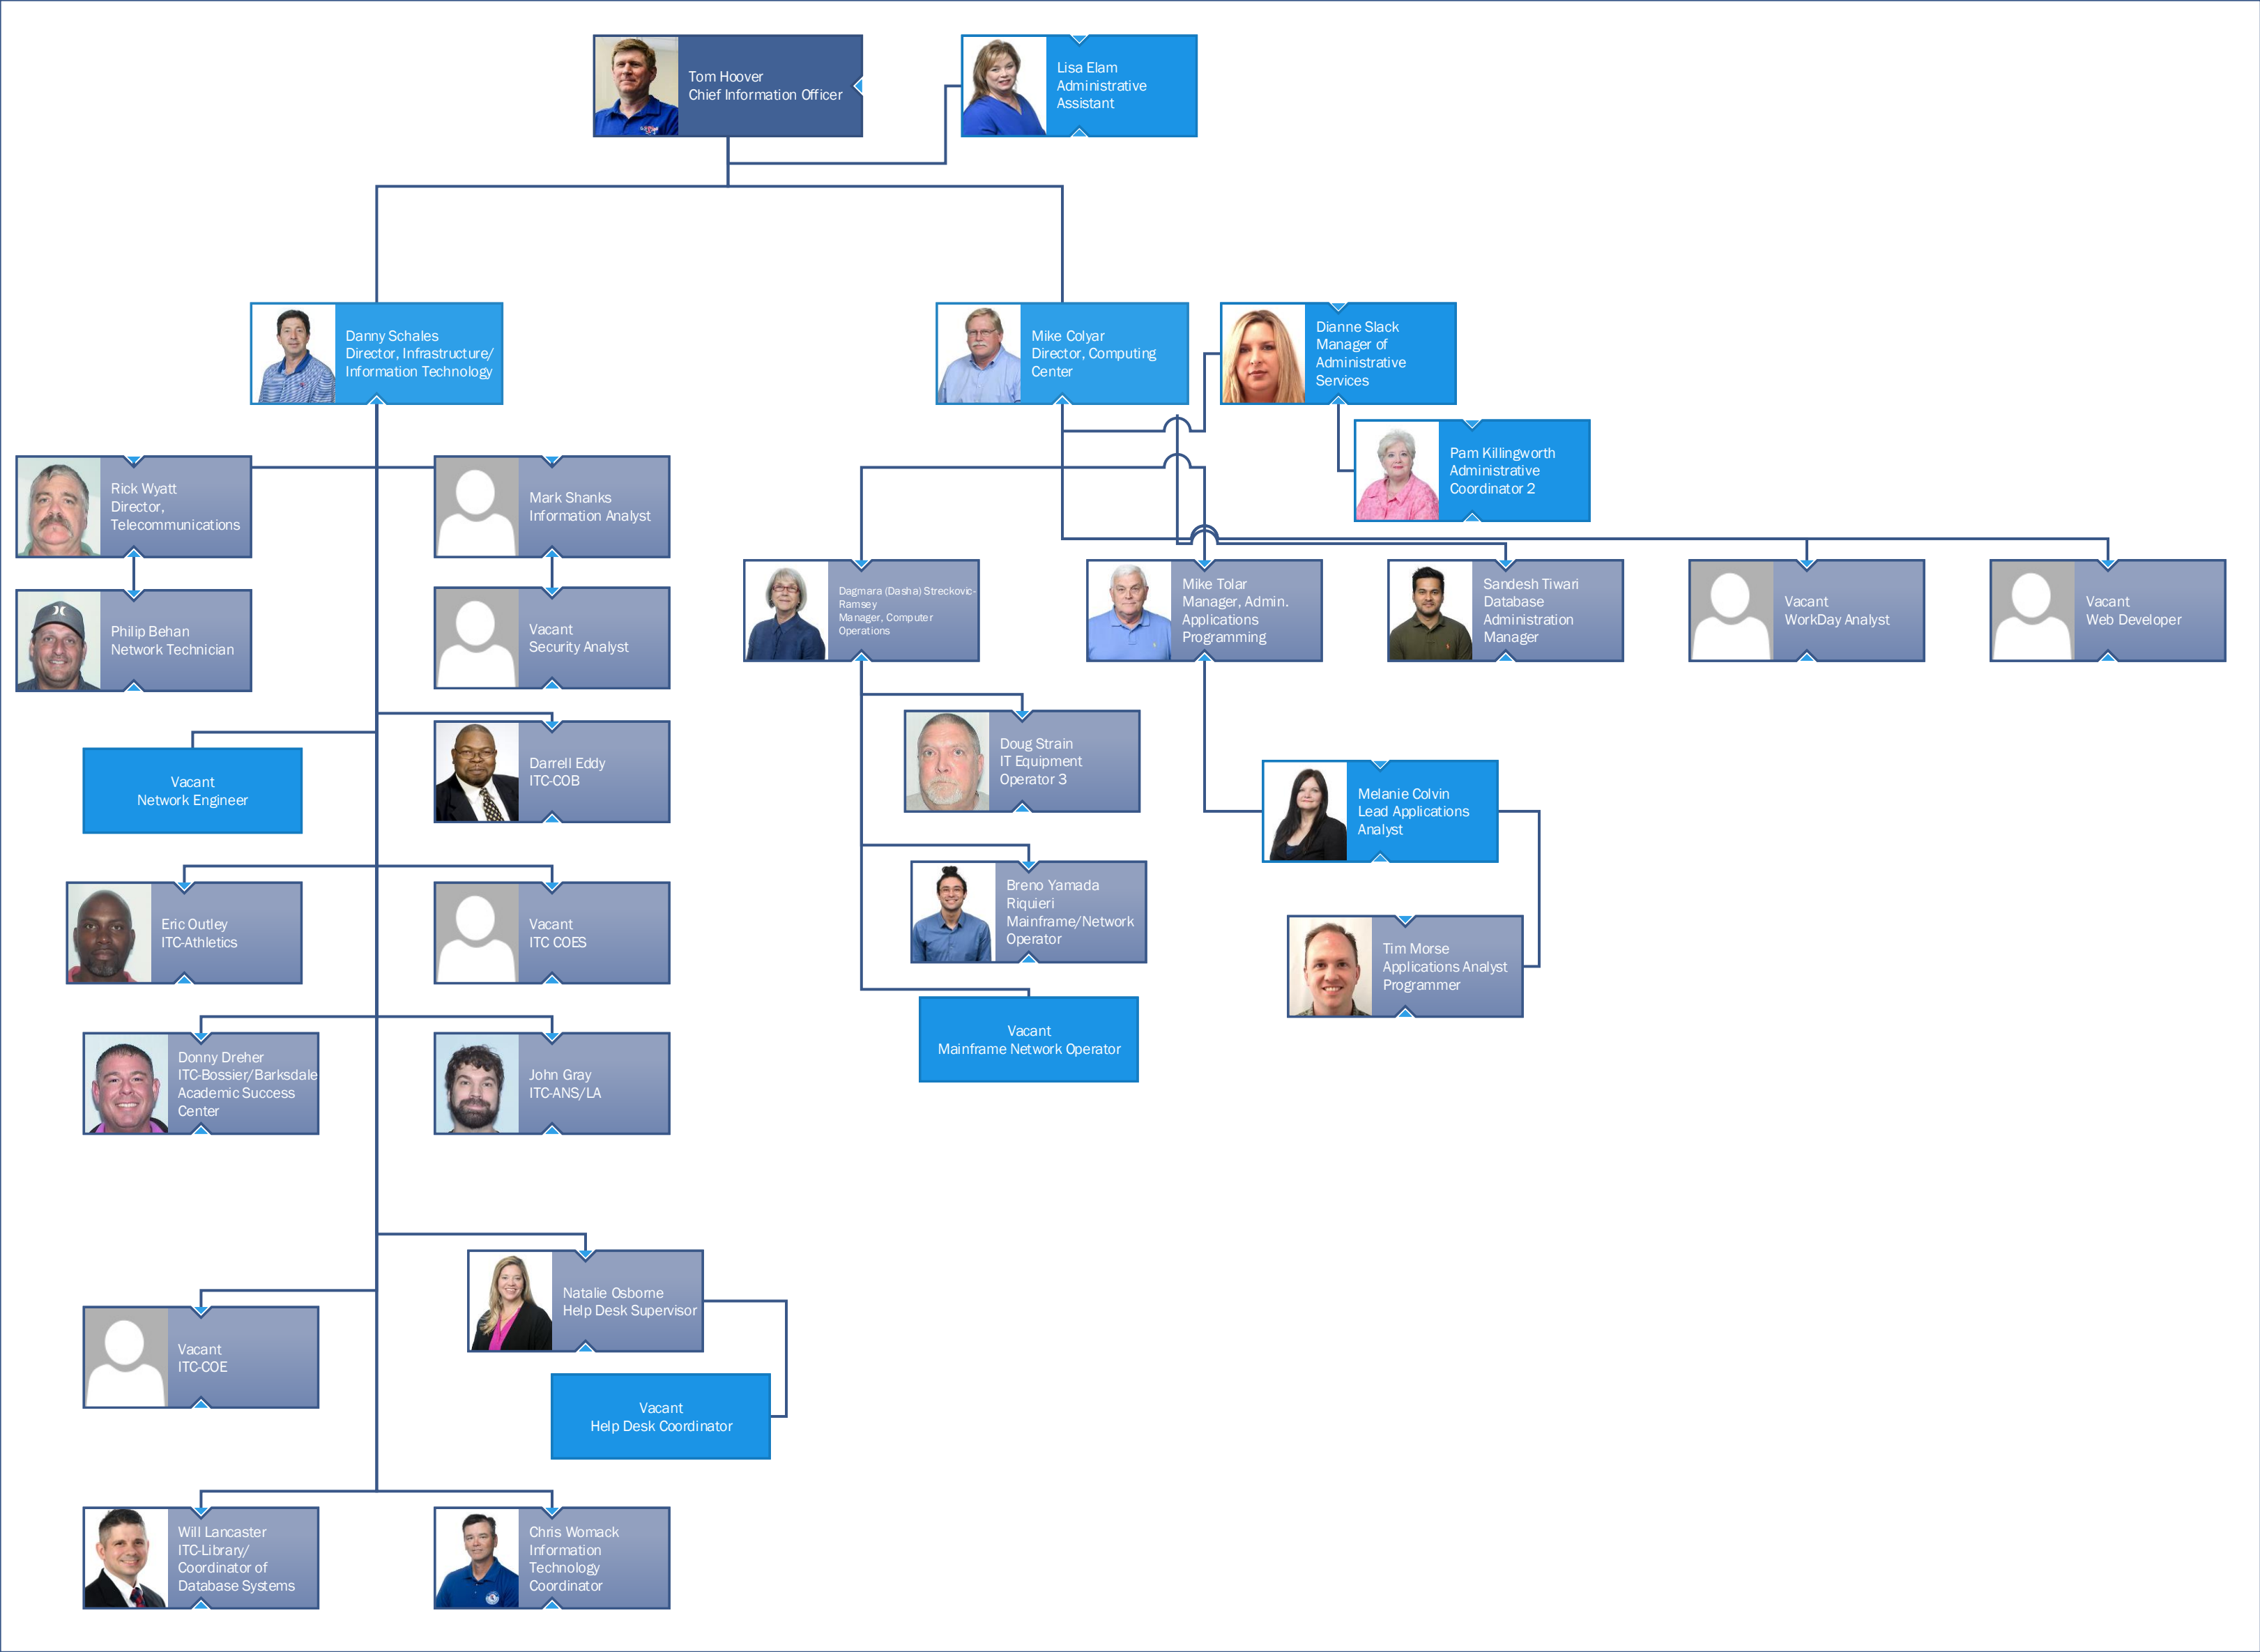 Tom Hoover
Chief Information Officer
Lisa Elam
Administrative
Assistant
Danny Schales
Director, Infrastructure/
Information Technology
Mike Colyar
Director, Computing
Center
Dianne Slack
Manager of
Administrative
Services
Pam Killingworth
Administrative
Coordinator 2
Rick Wyatt
Director,
Telecommunications
Mark Shanks
Information Analyst
Philip Behan
Network Technician
Vacant
Security Analyst
Dagmara (Dasha) Streckovic-
Ramsey
Manager, Computer
Operations
Mike Tolar
Manager, Admin.
Applications
Programming
Sandesh Tiwari
Database
Administration
Manager
Vacant
WorkDay Analyst
Vacant
Web Developer
Vacant
Network Engineer
Darrell Eddy
ITC-COB
Doug Strain
IT Equipment
Operator 3
Melanie Colvin
Lead Applications
Analyst
Eric Outley
ITC-Athletics
Vacant
ITC COES
Breno Yamada
Riquieri
Mainframe/Network
Operator
Tim Morse
Applications Analyst
Programmer
Vacant
Mainframe Network Operator
Donny Dreher
ITC-Bossier/Barksdale
Academic Success
Center
John Gray
ITC-ANS/LA
Natalie Osborne
Help Desk Supervisor
Vacant
ITC-COE
Vacant
Help Desk Coordinator
Will Lancaster
ITC-Library/
Coordinator of
Database Systems
Chris Womack
Information
Technology
Coordinator